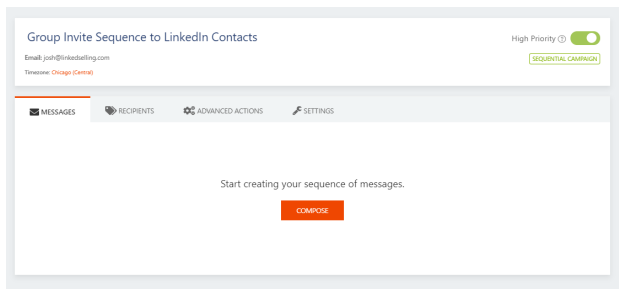 Group Invite Sequence to LinkedIn Contacts
High Priority ?
Email: josh@linkedselling.com
SEQUENTIAL CAMPAIGN
Timezone: Chicago (Central)
MESSAGES RECIPIENTS ADVANCED ACTIONS SETTINGS
Start creating your sequence of messages.
COMPOSE